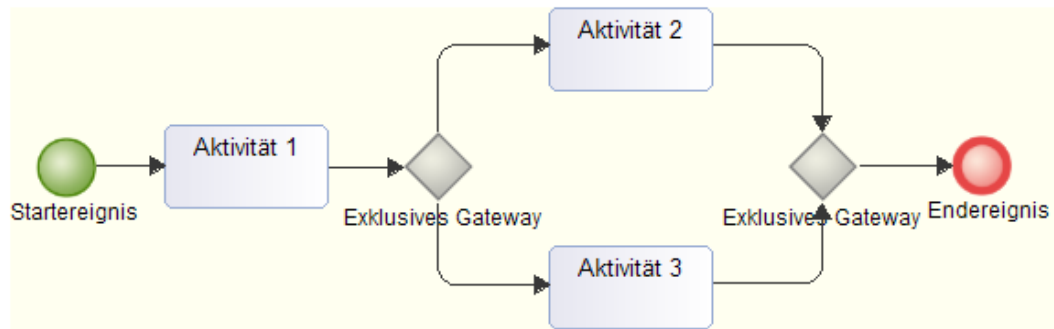 Aktivität 2
Aktivität 1
Startereignis
Exklusives Gateway
Exklusives Gateway
Endereignis
Aktivität 3